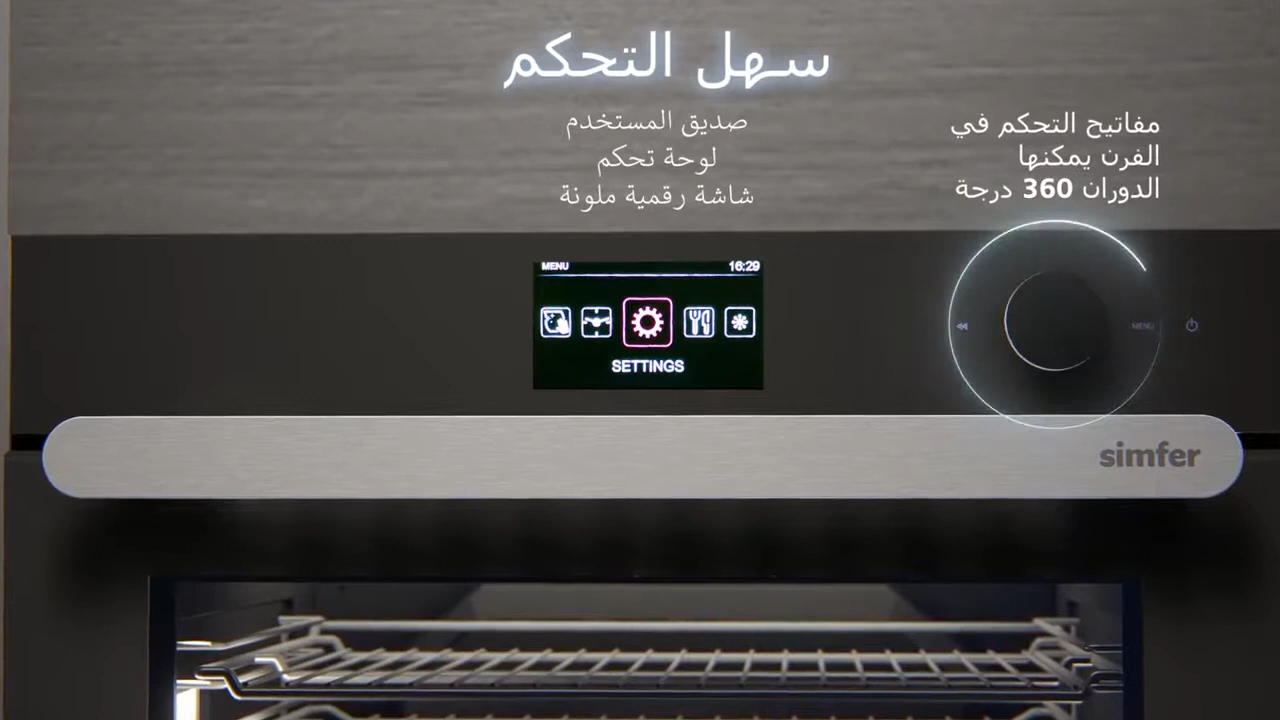 سهل التحكم
صديق المستخدم
لوحة تحكم
شاشة رقمية ملونة
مفاتيح التحكم في
الفرن يمكنها
الدوران 360 درجة
MENU 16:29
SETTINGS
MENU
simfer